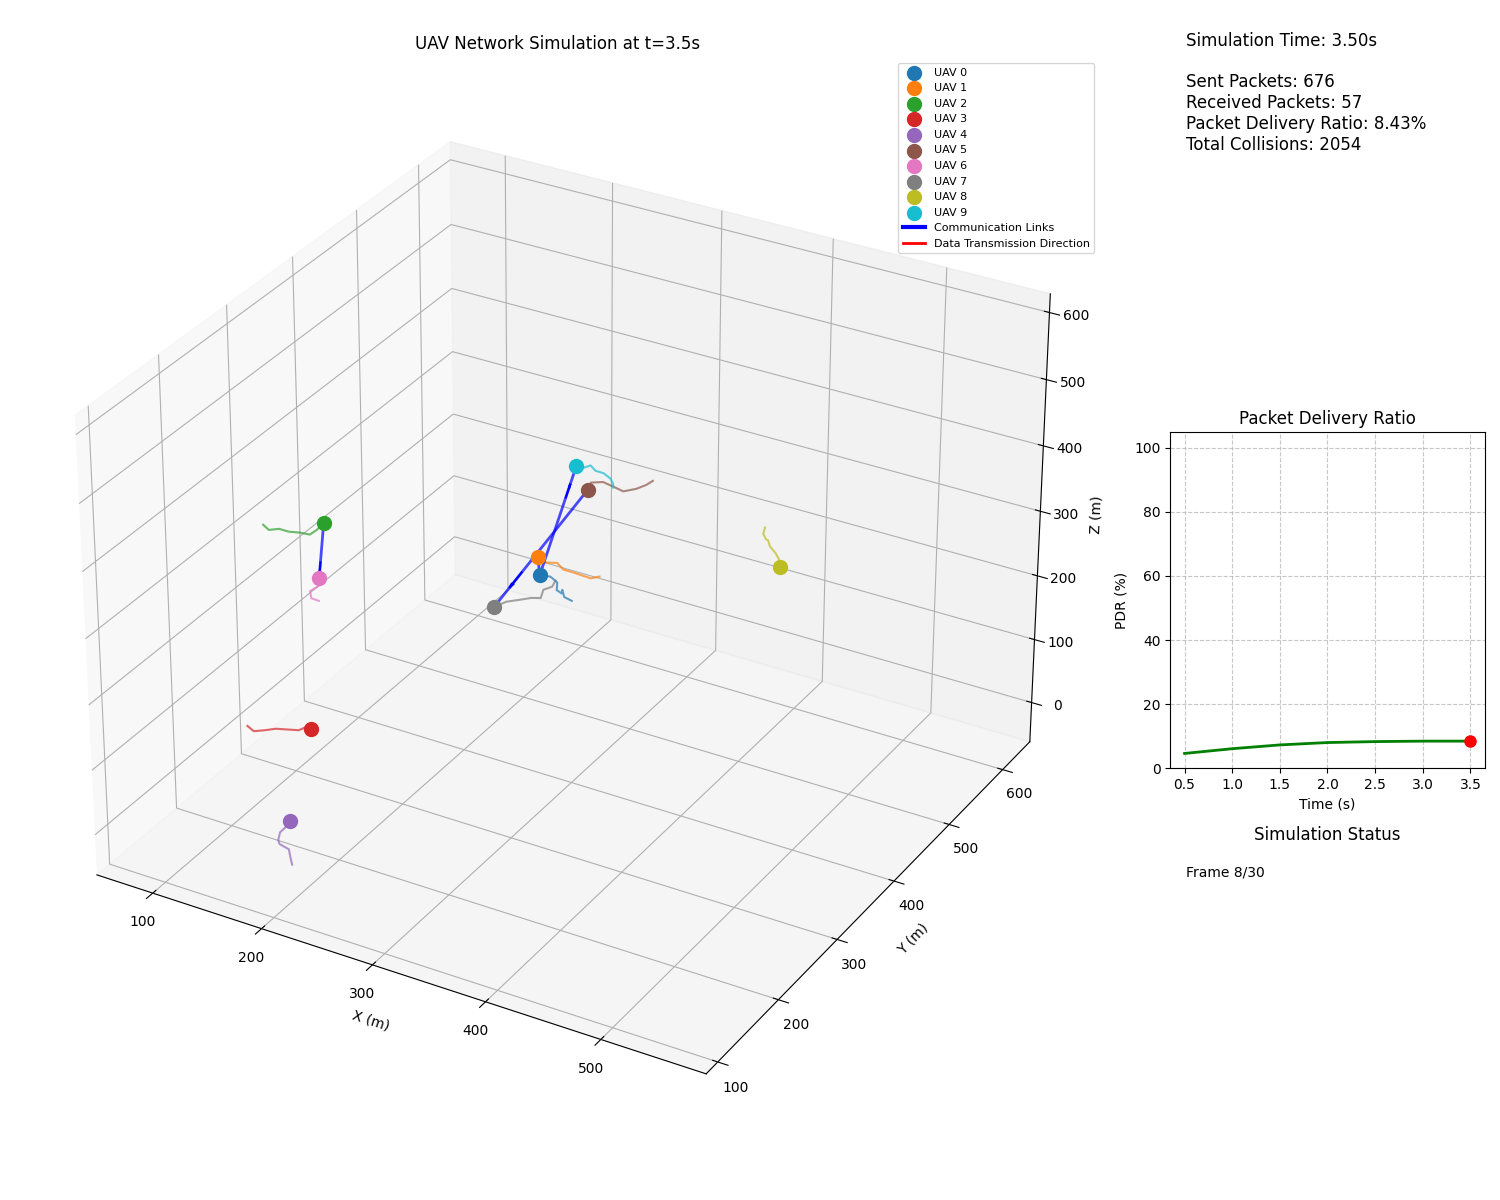 UAV Network Simulation at t=3.5s
UAV 0
UAV 1
UAV 2
UAV 3
UAV 4
UAV 5
UAV 6
UAV 7
UAV 8
UAV 9
Communication Links
Data Transmission Direction
600
500
400
300
200
100
0
Z (m)
600
500
400
300
200
100
Y (m)
100
200
300
400
500
X (m)
Simulation Time: 3.50s
Sent Packets: 676
Received Packets: 57
Packet Delivery Ratio: 8.43%
Total Collisions: 2054
Packet Delivery Ratio
100
80
60
40
20
0
PDR (%)
0.5 1.0 1.5 2.0 2.5 3.0 3.5
Time (s)
Simulation Status
Frame 8/30